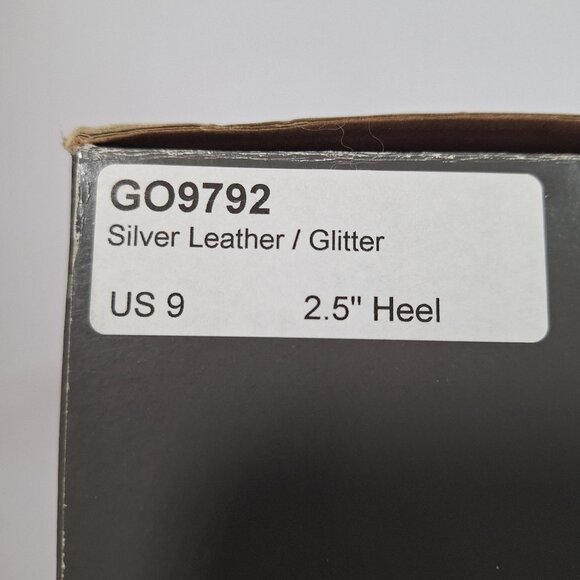 GO9792
Silver Leather / Glitter
US 9 2.5" Heel